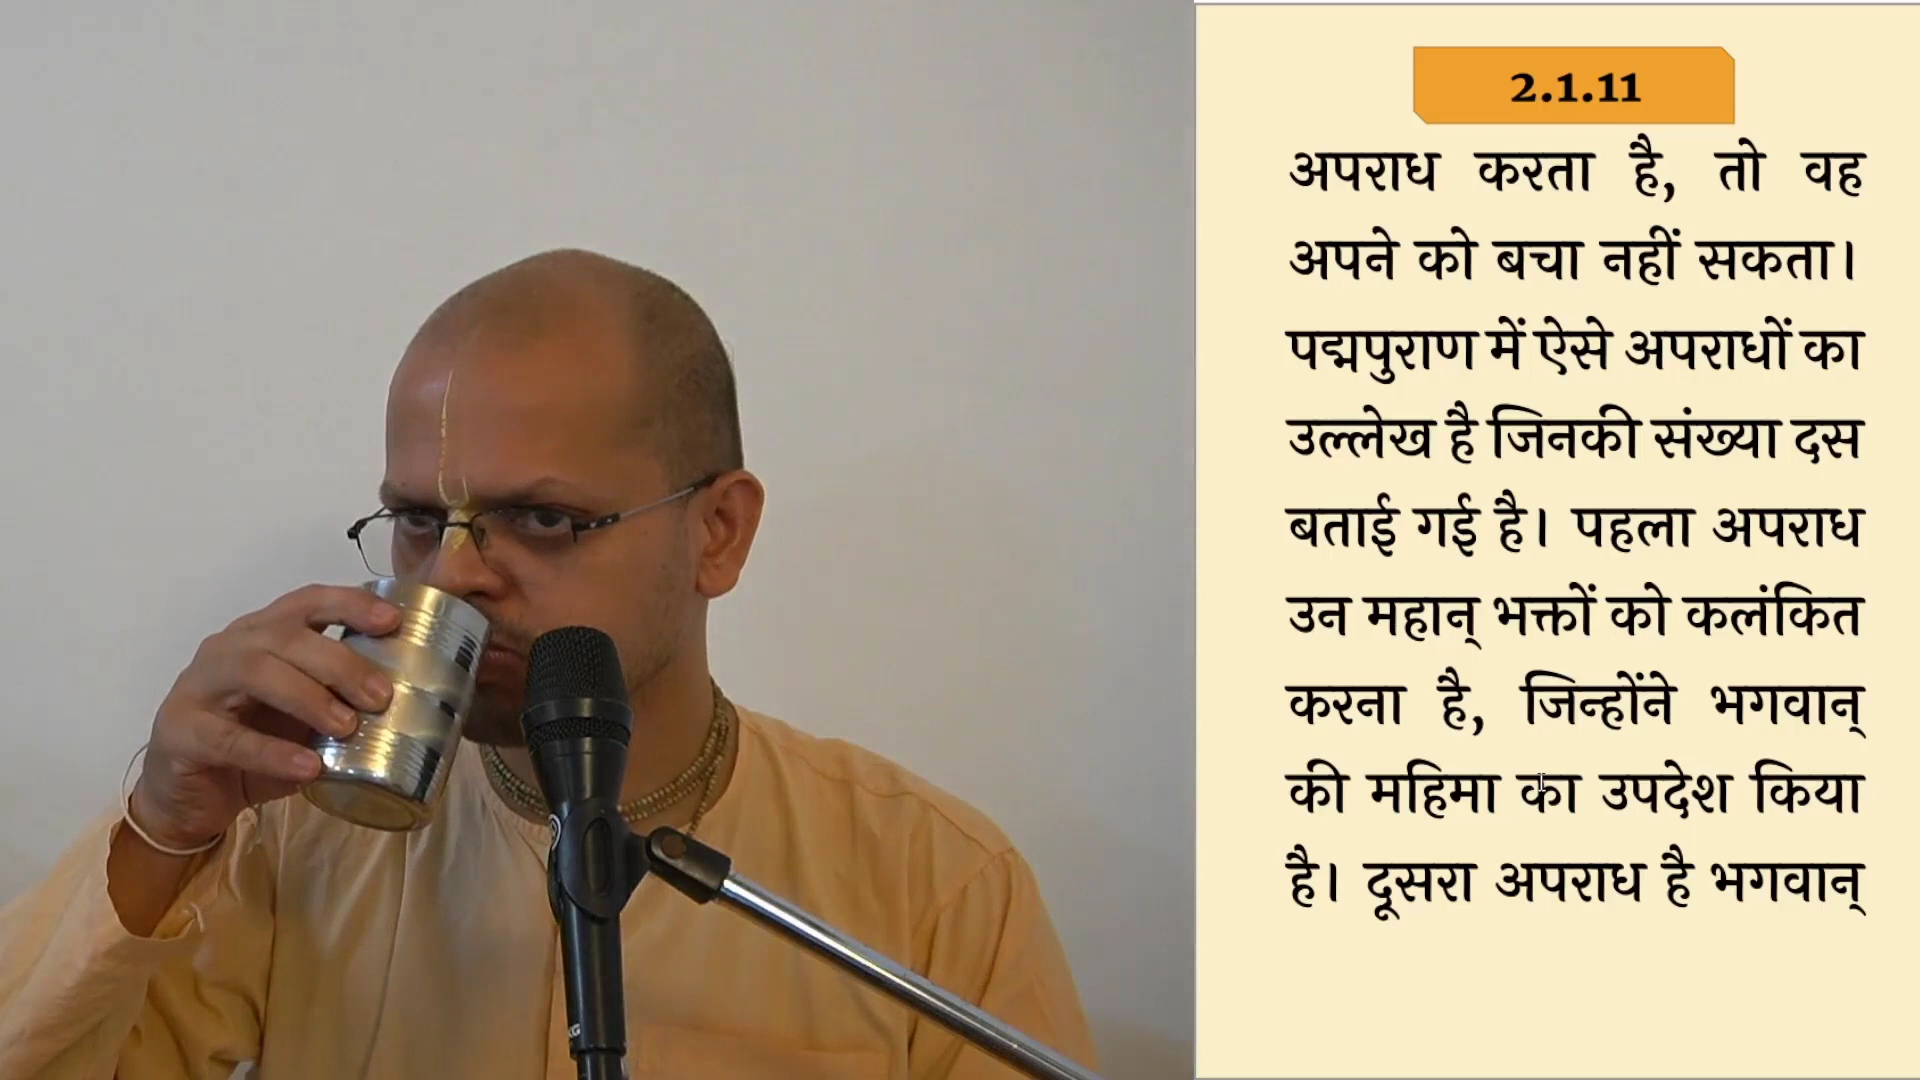 2.1.11
अपराध करता है, तो वह
अपने को बचा नहीं सकता।
पद्मपुराण में ऐसे अपराधों का
उल्लेख है जिनकी संख्या दस
बताई गई है। पहला अपराध
उन महान् भक्तों को कलंकित
करना है, जिन्होंने भगवान्
की महिमा का उपदेश किया
है। दूसरा अपराध है भगवान्